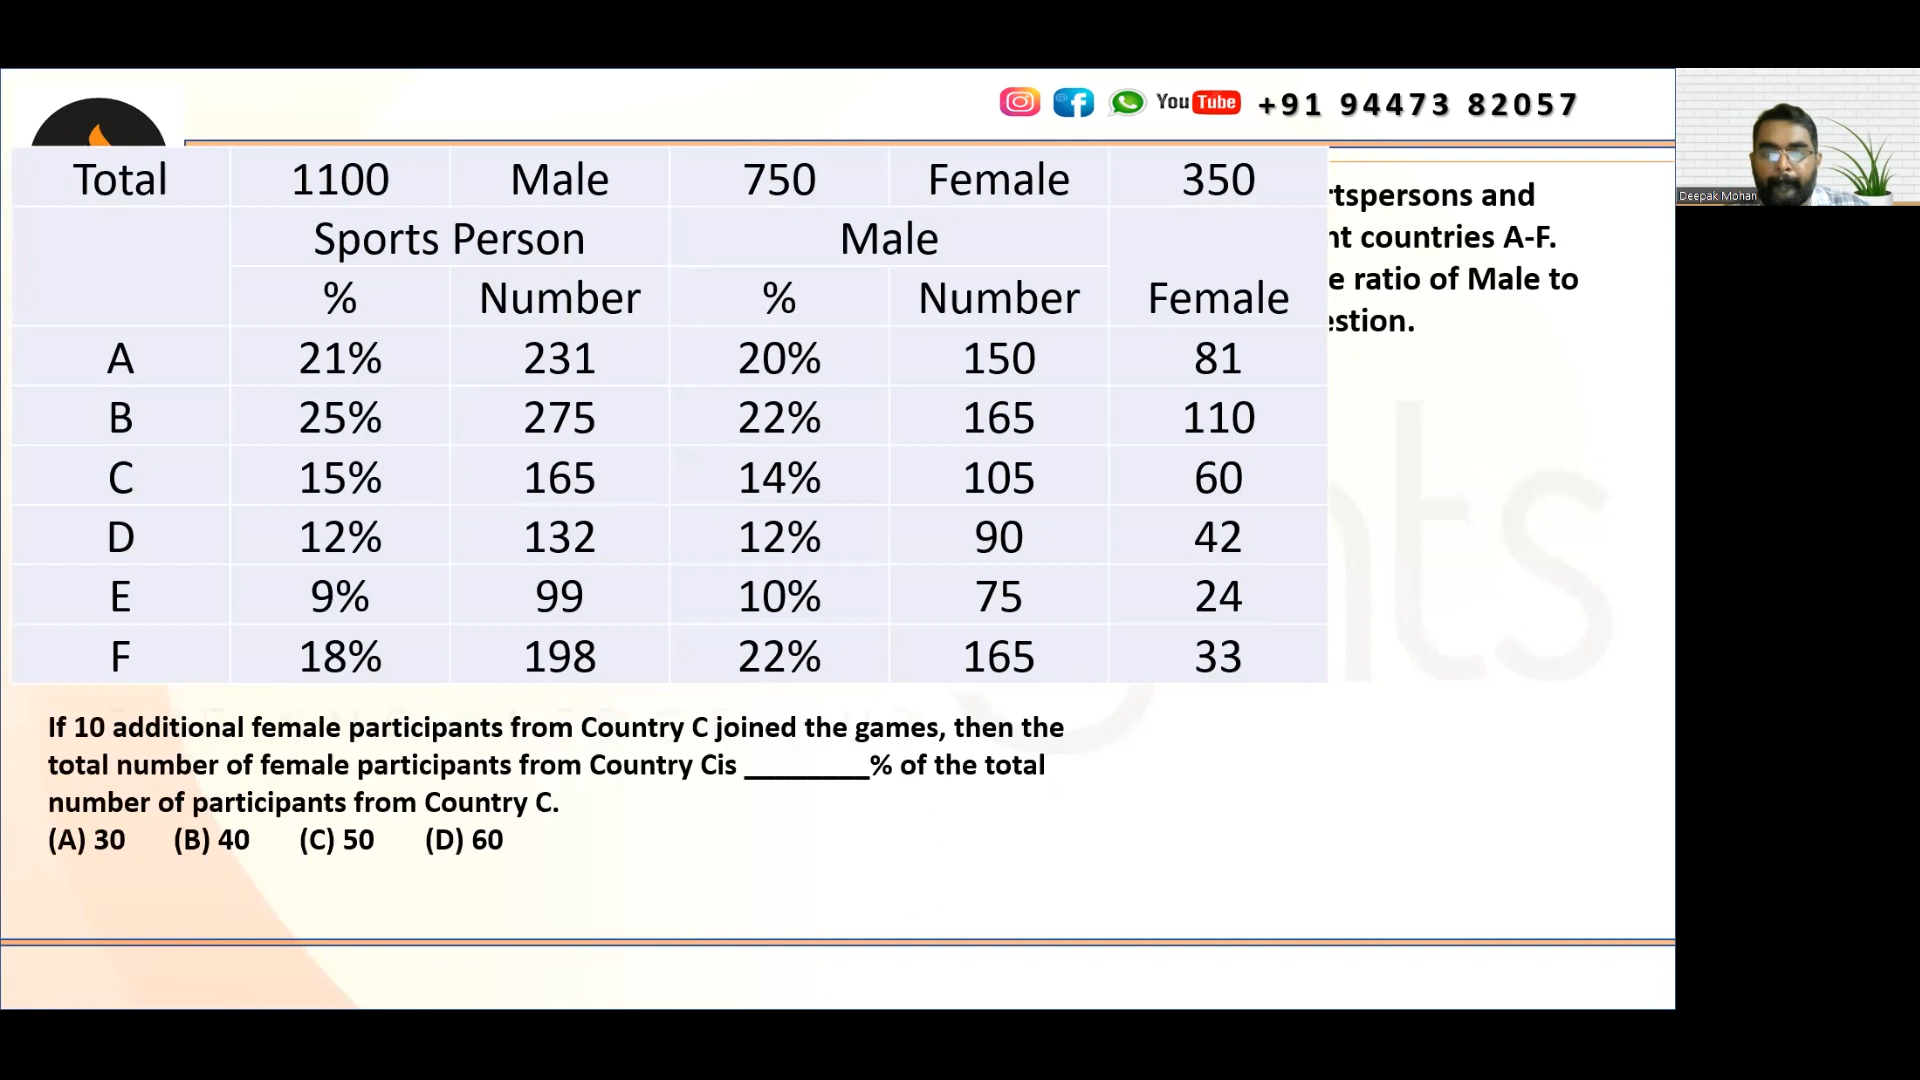 You Tube +91 94473 82057
Total 1100 Male 750 Female 350
rtspersons and
Sports Person Male
nt countries A-F.
e ratio of Male to
% Number % Number Female
estion.
A 21% 231 20% 150 81
B 25% 275 22% 165 110
C 15% 165 14% 105 60
D 12% 132 12% 90 42
E 9% 99 10% 75 24
F 18% 198 22% 165 33
If 10 additional female participants from Country C joined the games, then the
total number of female participants from Country Cis _________% of the total
number of participants from Country C.
(A) 30 (B) 40 (C) 50 (D) 60
Deepak Mohan